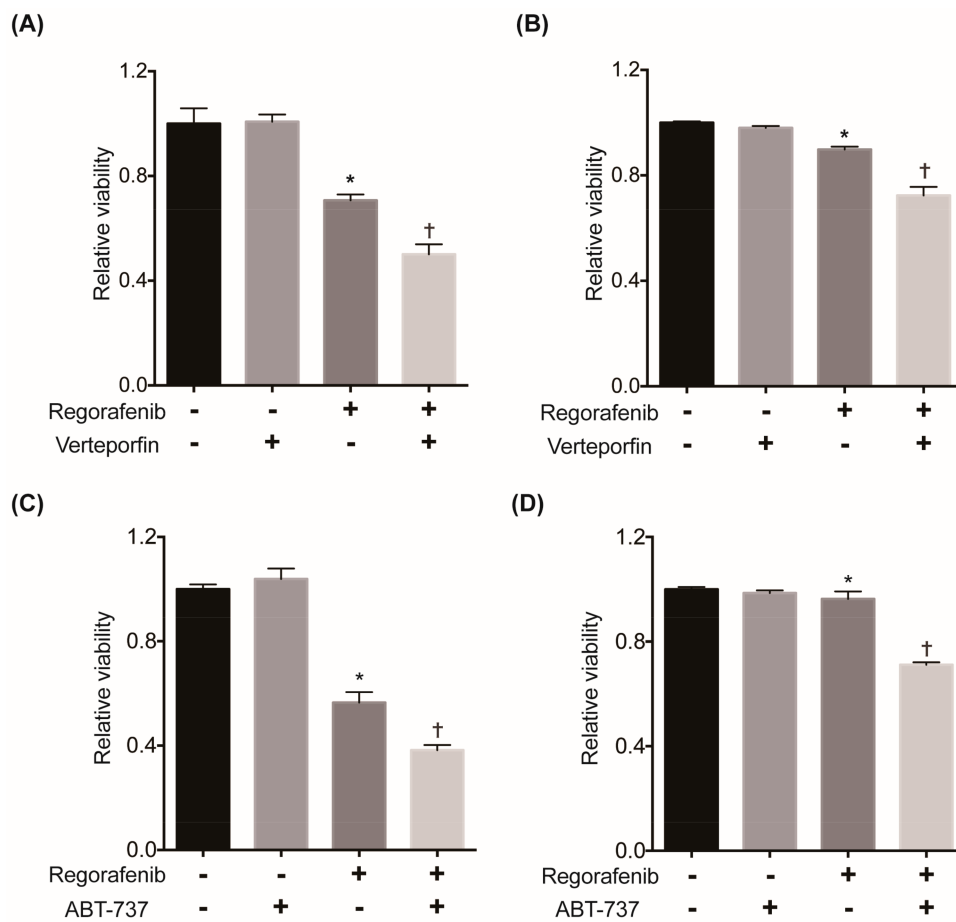 (A)
Relative viability
1.2
0.8
0.4
0.0
*
†
Regorafenib - - + +
Verteporfin - + - +
(B)
Relative viability
1.2
0.8
0.4
0.0
*
†
Regorafenib - - + +
Verteporfin - + - +
(C)
Relative viability
1.2
0.8
0.4
0.0
*
†
Regorafenib - - + +
ABT-737 - + - +
(D)
Relative viability
1.2
0.8
0.4
0.0
*
†
Regorafenib - - + +
ABT-737 - + - +